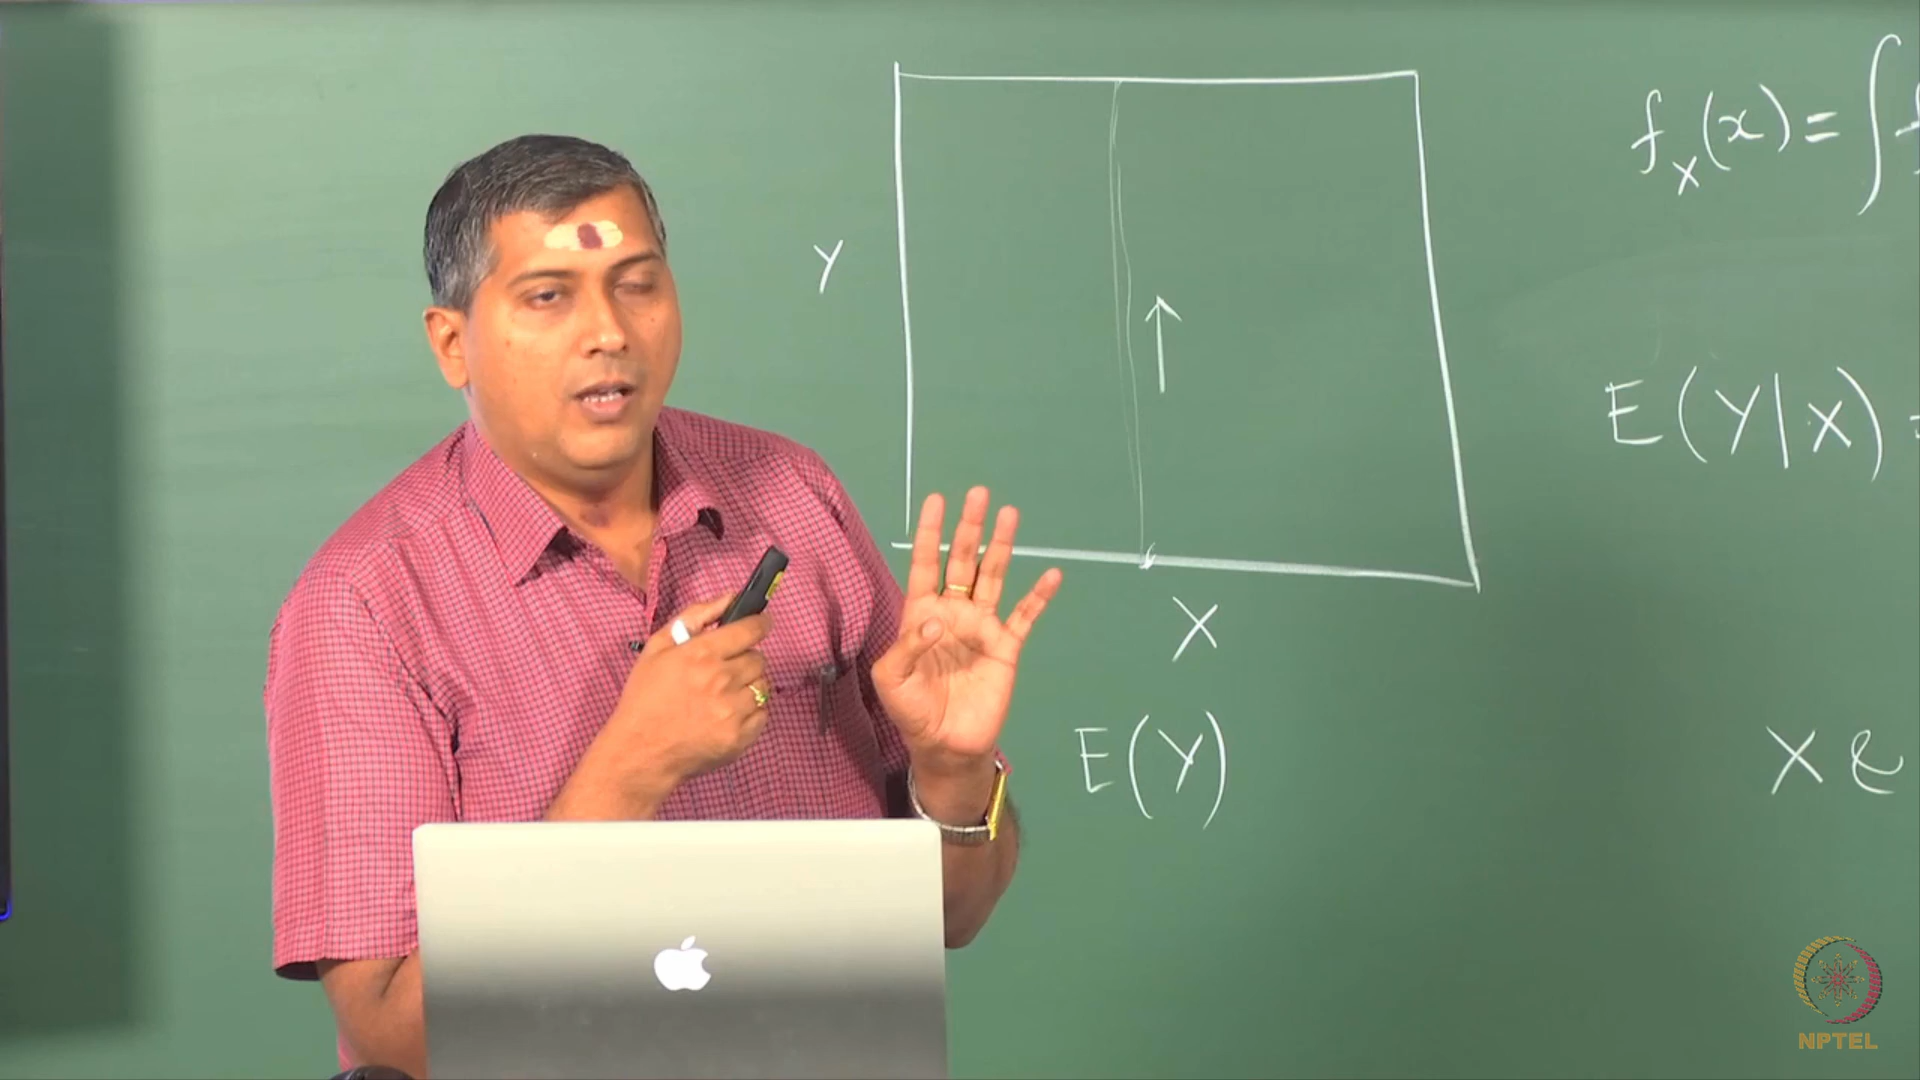 f_X(x) = ∫ f
Y
E(Y|X) =
X
E(Y)
X &
NPTEL